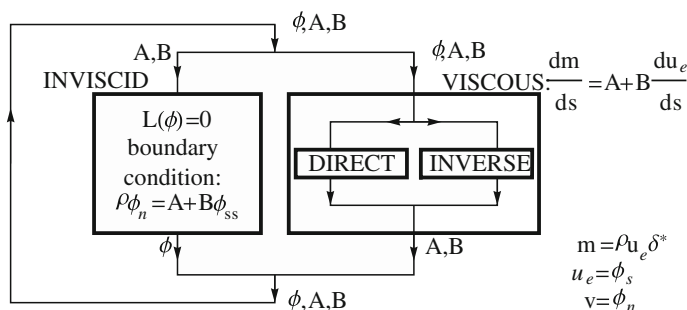 ϕ,A,B
A,B
ϕ,A,B
INVISCID
VISCOUS: dm/ds = A+B du_e/ds
L(ϕ)=0
boundary
condition:
ρϕ_n = A+Bϕ_ss
DIRECT
INVERSE
ϕ
A,B
ϕ,A,B
m = ρu_e δ*
u_e = ϕ_s
v = ϕ_n